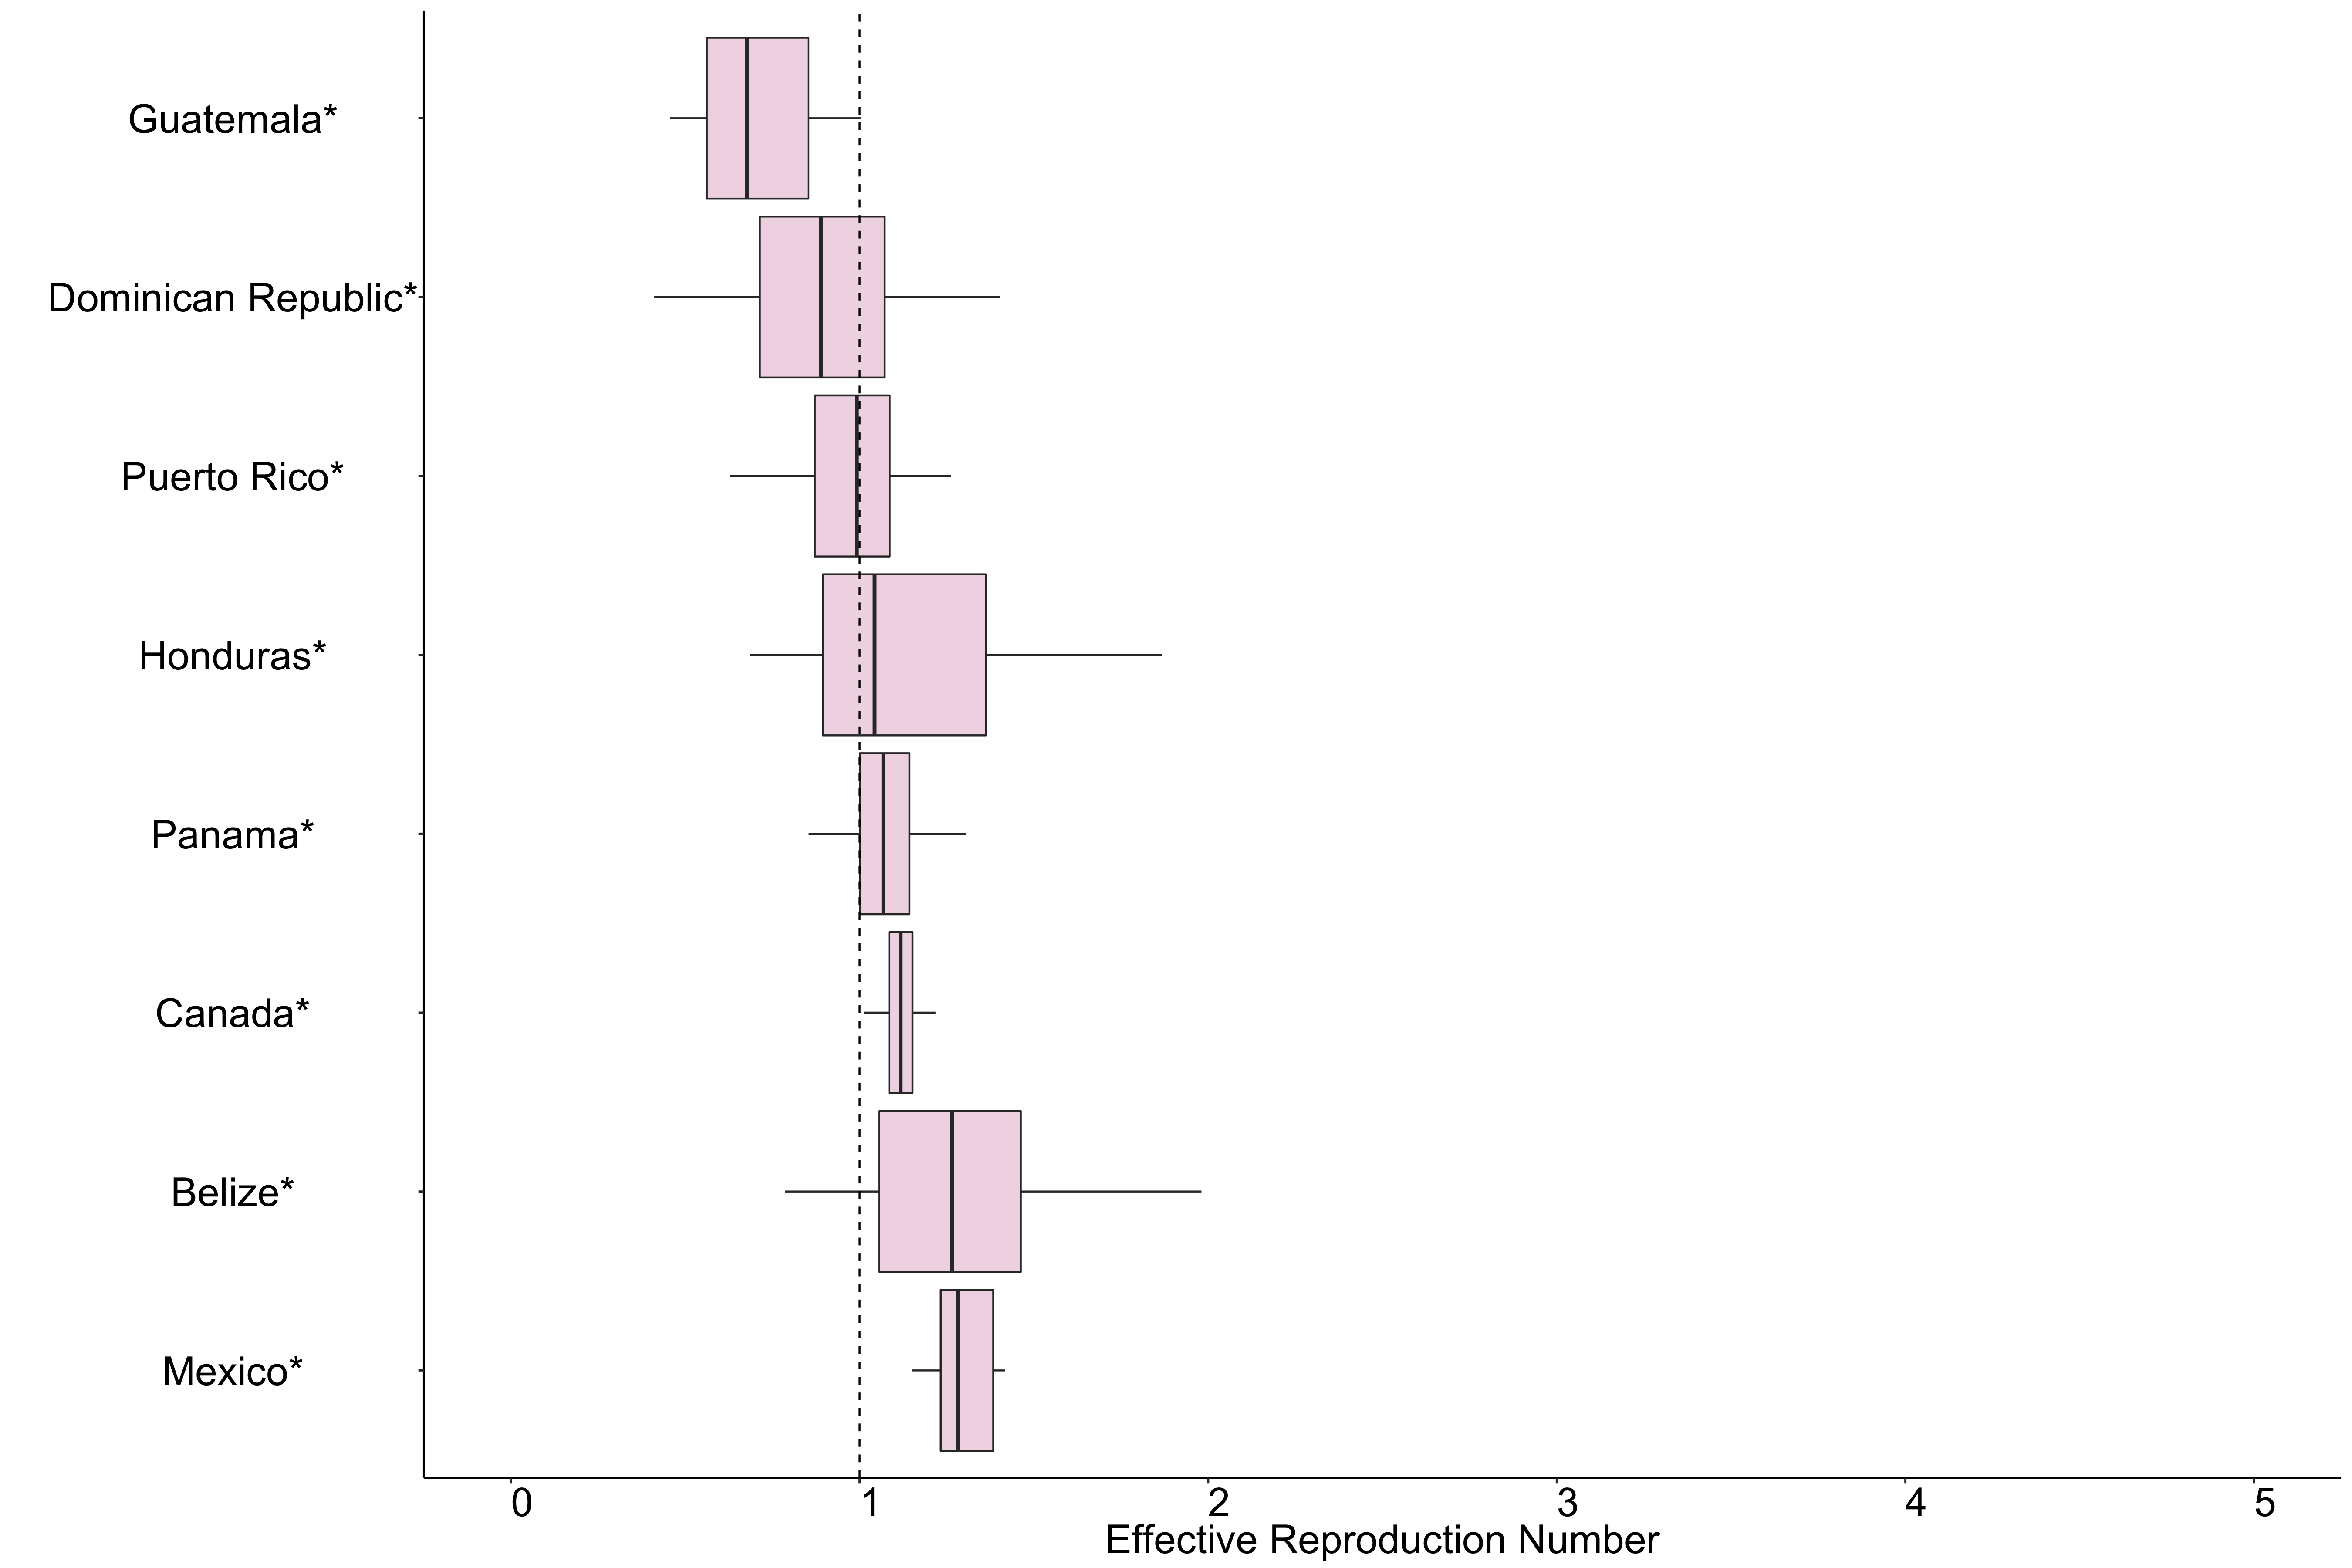 Guatemala*
Dominican Republic*
Puerto Rico*
Honduras*
Panama*
Canada*
Belize*
Mexico*
0 1 2 3 4 5
Effective Reproduction Number